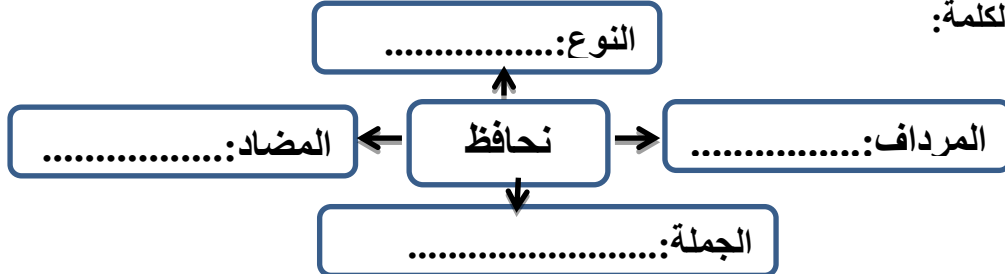 لكلمة:
النوع:.................
المرداف:................
نحافظ
المضاد:.................
الجملة:........................